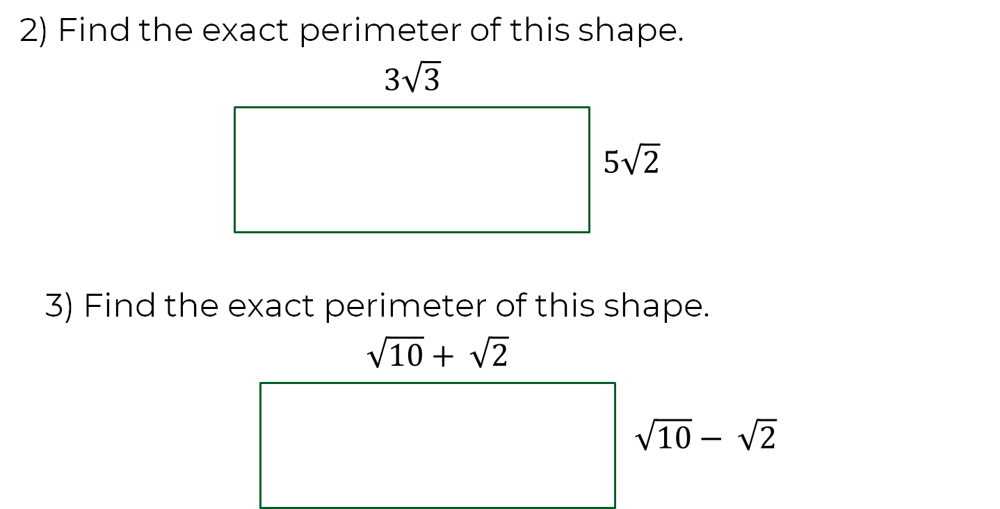 2) Find the exact perimeter of this shape.
3√3
5√2
3) Find the exact perimeter of this shape.
√10 + √2
√10 − √2